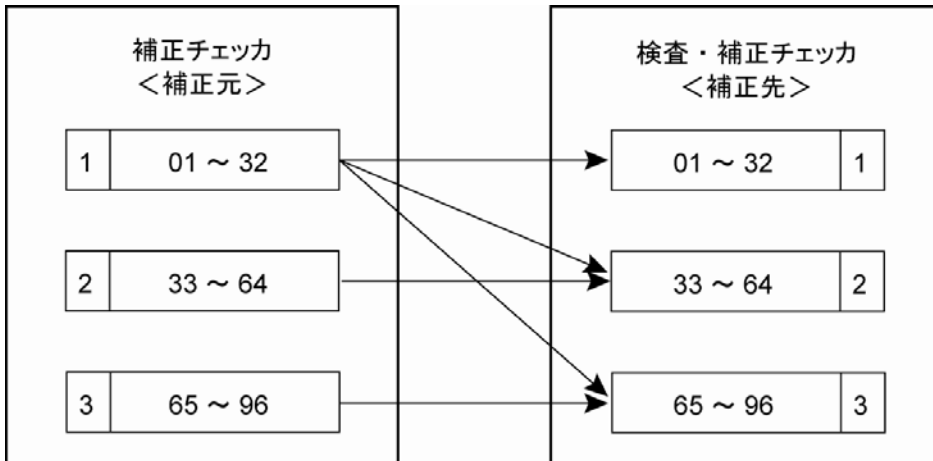 補正チェッカ
＜補正元＞
1 01 ～ 32
2 33 ～ 64
3 65 ～ 96
検査・補正チェッカ
＜補正先＞
01 ～ 32 1
33 ～ 64 2
65 ～ 96 3